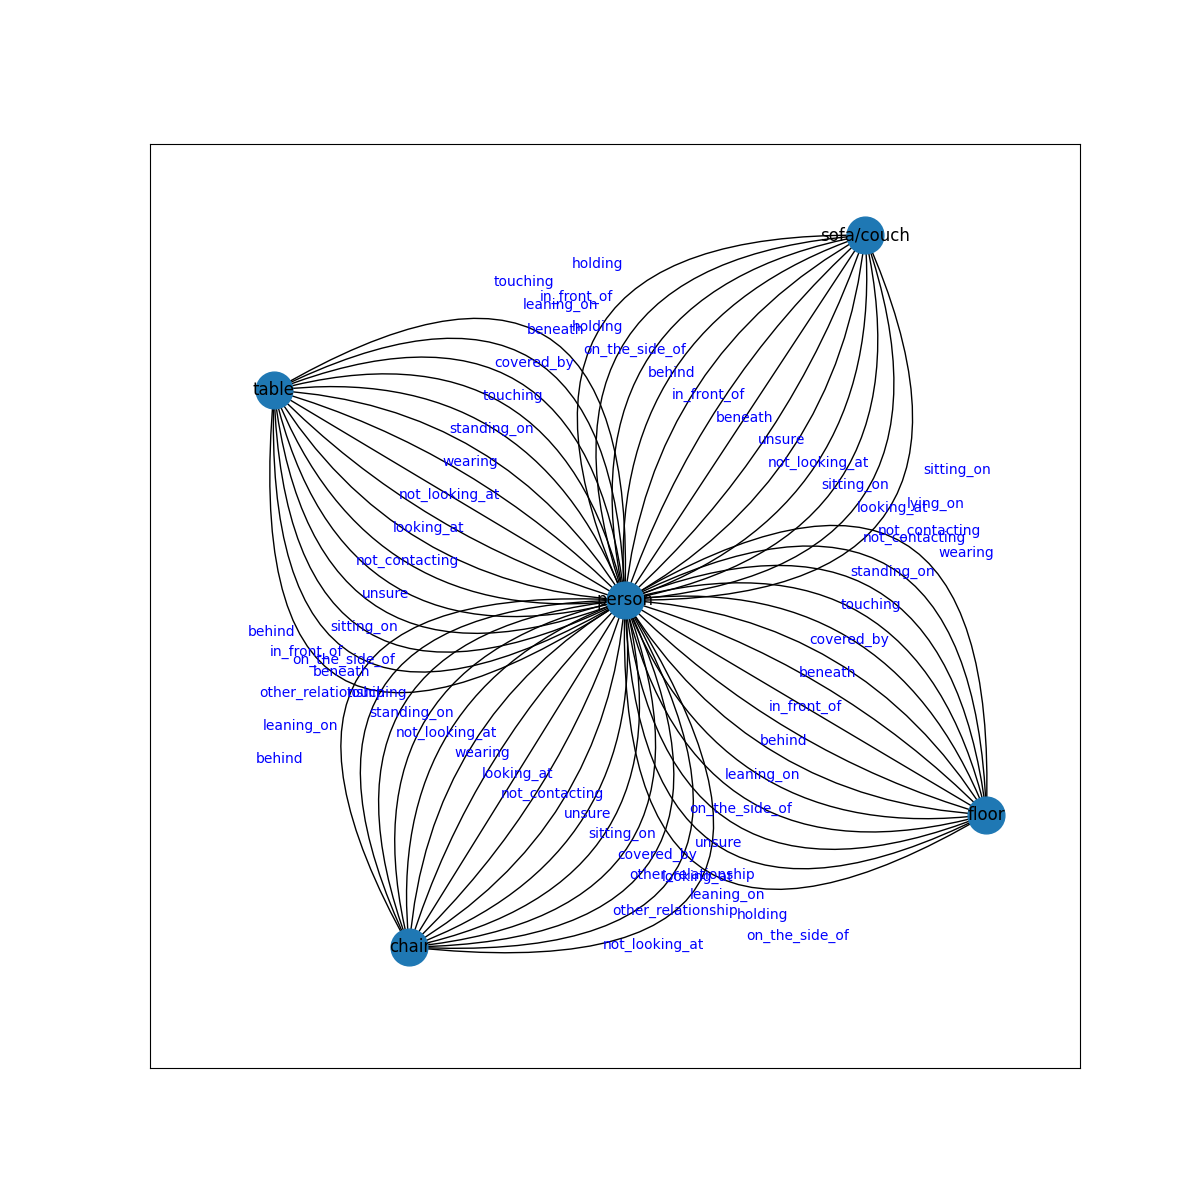 sofa/couch
holding
touching
in_front_of
leaning_on
holding
beneath
on_the_side_of
covered_by
behind
table
in_front_of
touching
beneath
standing_on
unsure
wearing
not_looking_at
sitting_on
sitting_on
not_looking_at
lying_on
looking_at
looking_at
not_contacting
not_contacting
wearing
not_contacting
standing_on
unsure
person
touching
sitting_on
behind
covered_by
in_front_of
on_the_side_of
beneath
beneath
other_relationship
touching
in_front_of
standing_on
leaning_on
not_looking_at
behind
wearing
behind
looking_at
leaning_on
not_contacting
on_the_side_of
unsure
floor
sitting_on
unsure
covered_by
other_relationship
looking_at
leaning_on
other_relationship
holding
on_the_side_of
not_looking_at
chair